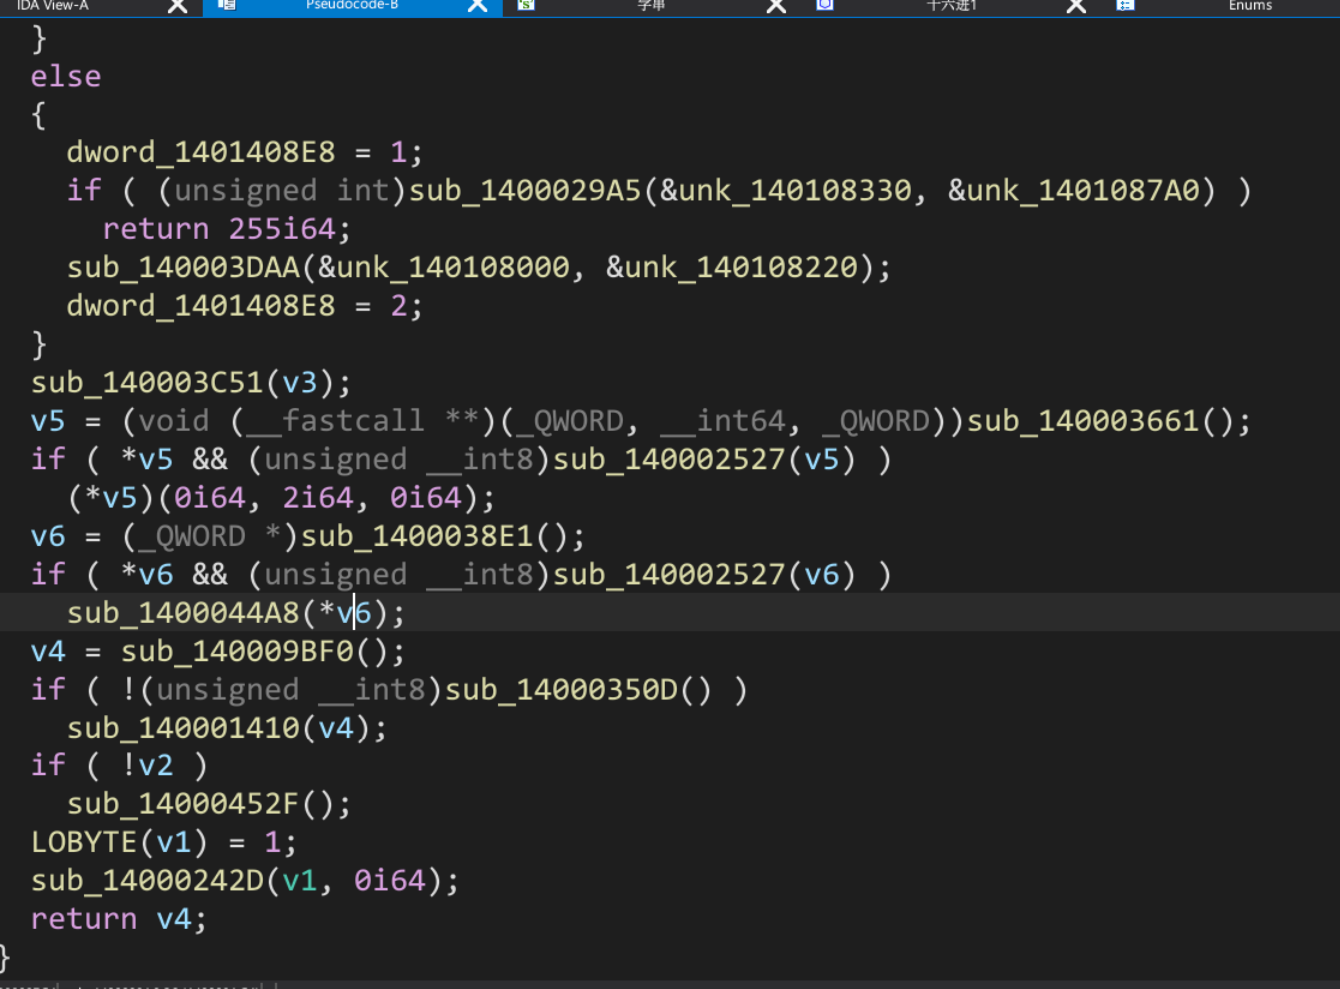 IDA View-A Pseudocode-B 字串 十六进1 Enums
}
else
{
dword_1401408E8 = 1;
if ( (unsigned int)sub_1400029A5(&unk_140108330, &unk_1401087A0) )
return 255i64;
sub_140003DAA(&unk_140108000, &unk_140108220);
dword_1401408E8 = 2;
}
sub_140003C51(v3);
v5 = (void (__fastcall **)(_QWORD, __int64, _QWORD))sub_140003661();
if ( *v5 && (unsigned __int8)sub_140002527(v5) )
(*v5)(0i64, 2i64, 0i64);
v6 = (_QWORD *)sub_1400038E1();
if ( *v6 && (unsigned __int8)sub_140002527(v6) )
sub_1400044A8(*v6);
v4 = sub_140009BF0();
if ( !(unsigned __int8)sub_14000350D() )
sub_140001410(v4);
if ( !v2 )
sub_14000452F();
LOBYTE(v1) = 1;
sub_14000242D(v1, 0i64);
return v4;
}